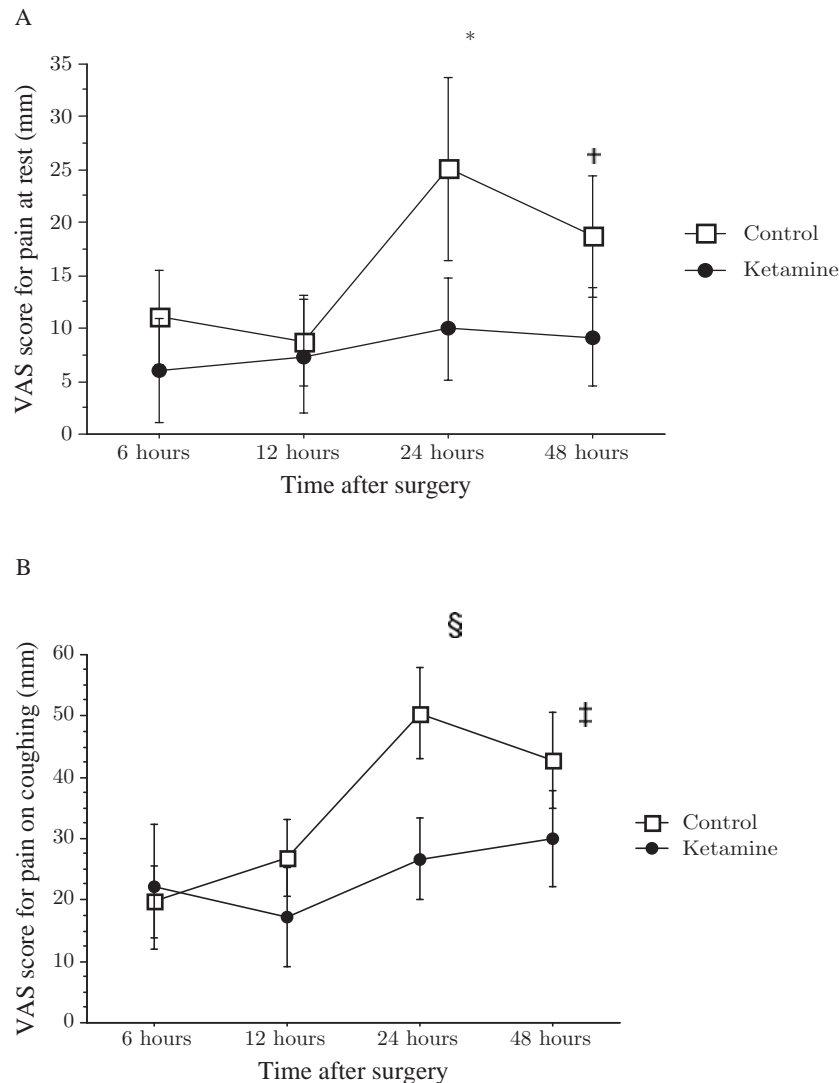 A
*
35
30
25
20
15
10
5
0
VAS score for pain at rest (mm)
‡
Control
Ketamine
6 hours 12 hours 24 hours 48 hours
Time after surgery
B
§
60
50
40
30
20
10
0
VAS score for pain on coughing (mm)
‡
Control
Ketamine
6 hours 12 hours 24 hours 48 hours
Time after surgery